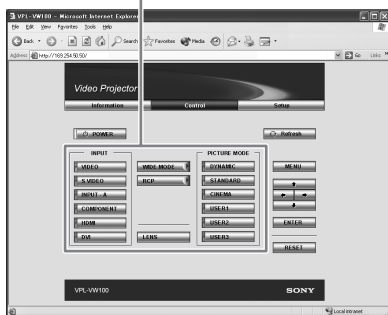 VPL-VW100 - Microsoft Internet Explorer
File Edit View Favorites Tools Help
Back Search Favorites Media
Address http://169.254.50.50/ Go Links
Video Projector
Information Control Setup
POWER Refresh
INPUT PICTURE MODE
VIDEO WIDE MODE DYNAMIC MENU
S VIDEO RCP STANDARD
INPUT - A CINEMA
COMPONENT USER1
HDMI USER2 ENTER
DVI LENS USER3
RESET
VPL-VW100 SONY
Local intranet